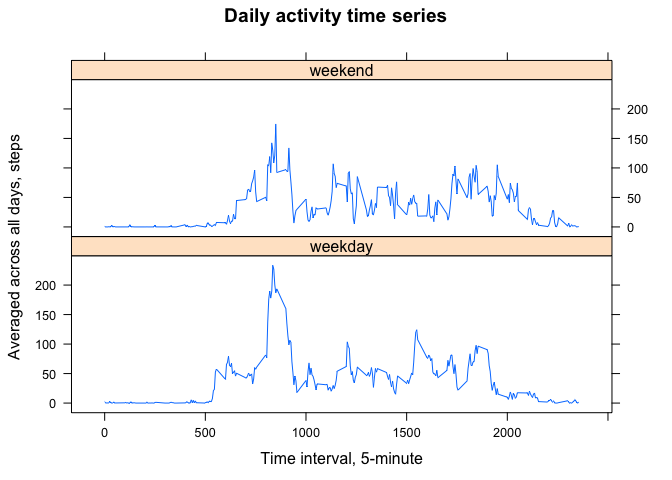 Daily activity time series
weekend
200
150
100
50
0
weekday
200
150
100
50
0
0 500 1000 1500 2000
Time interval, 5-minute
Averaged across all days, steps